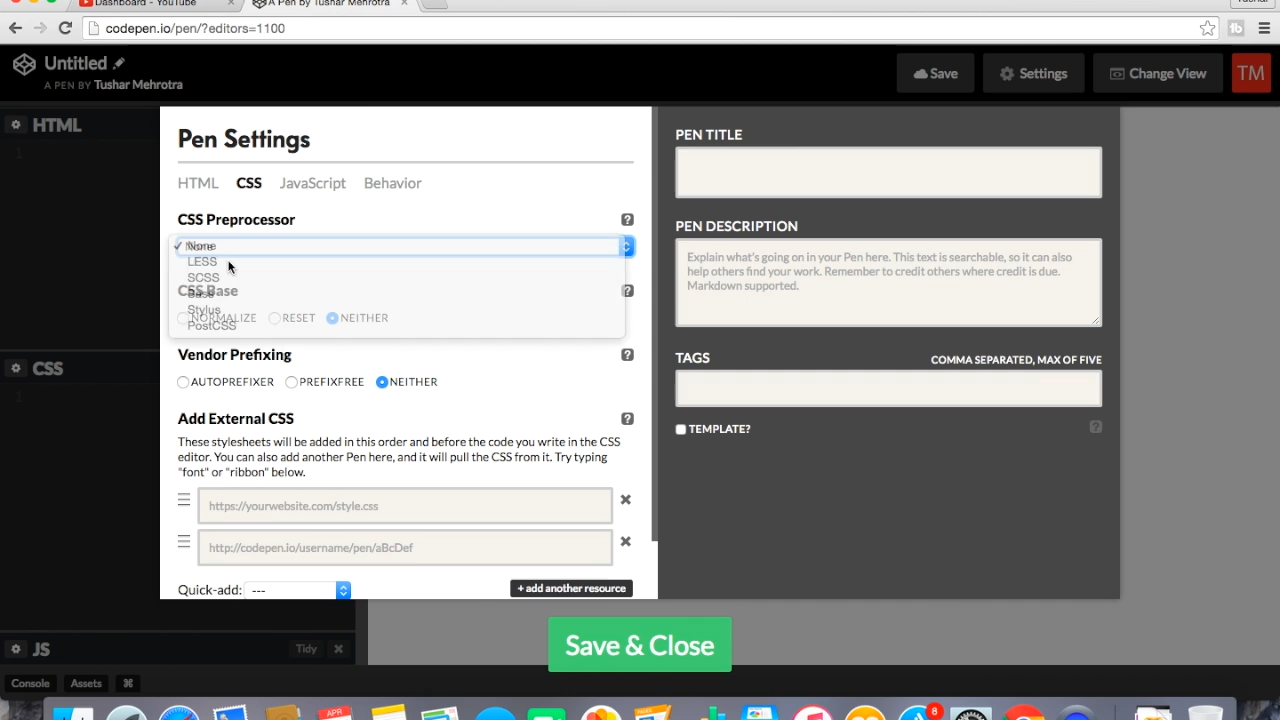 Dashboard - YouTube
A Pen by Tushar Mehrotra
Tushar
codepen.io/pen/?editors=1100
Untitled
A PEN BY Tushar Mehrotra
Save
Settings
Change View
TM
HTML
1
Pen Settings
HTML CSS JavaScript Behavior
CSS Preprocessor ?
✓ None
LESS
SCSS
Sass
Stylus
PostCSS
CSS Base ?
NORMALIZE RESET NEITHER
Vendor Prefixing ?
AUTOPREFIXER PREFIXFREE NEITHER
Add External CSS ?
These stylesheets will be added in this order and before the code you write in the CSS
editor. You can also add another Pen here, and it will pull the CSS from it. Try typing
"font" or "ribbon" below.
https://yourwebsite.com/style.css
http://codepen.io/username/pen/aBcDef
Quick-add: ---
+ add another resource
PEN TITLE
PEN DESCRIPTION
Explain what's going on in your Pen here. This text is searchable, so it can also
help others find your work. Remember to credit others where credit is due.
Markdown supported.
TAGS COMMA SEPARATED, MAX OF FIVE
TEMPLATE? ?
Save & Close
CSS
1
JS Tidy
Console Assets ⌘
APR
8